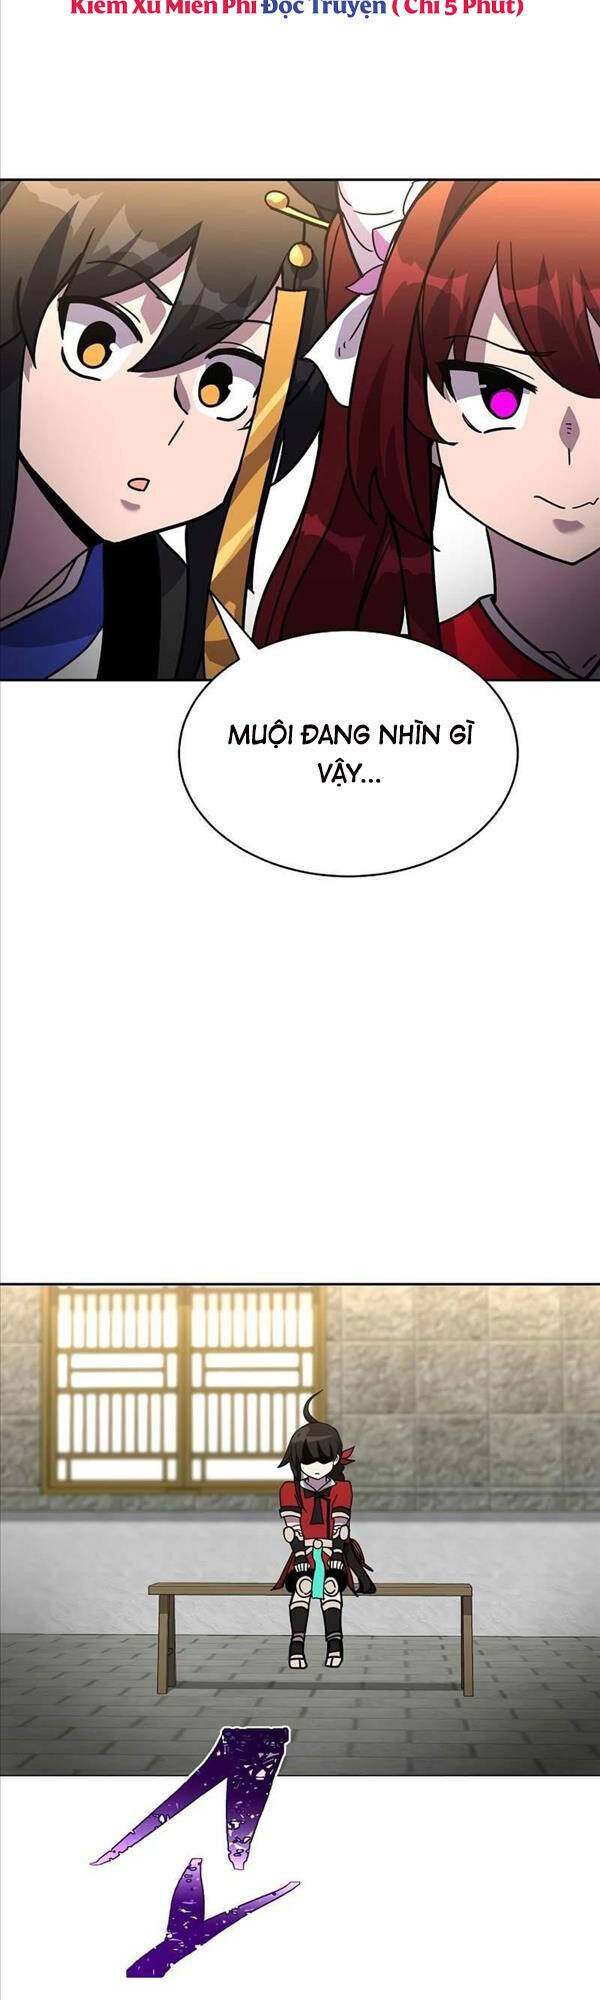 Kiếm Xu Miễn Phí Đọc Truyện ( Chỉ 5 Phút)
MUỘI ĐANG NHÌN GÌ
VẬY...